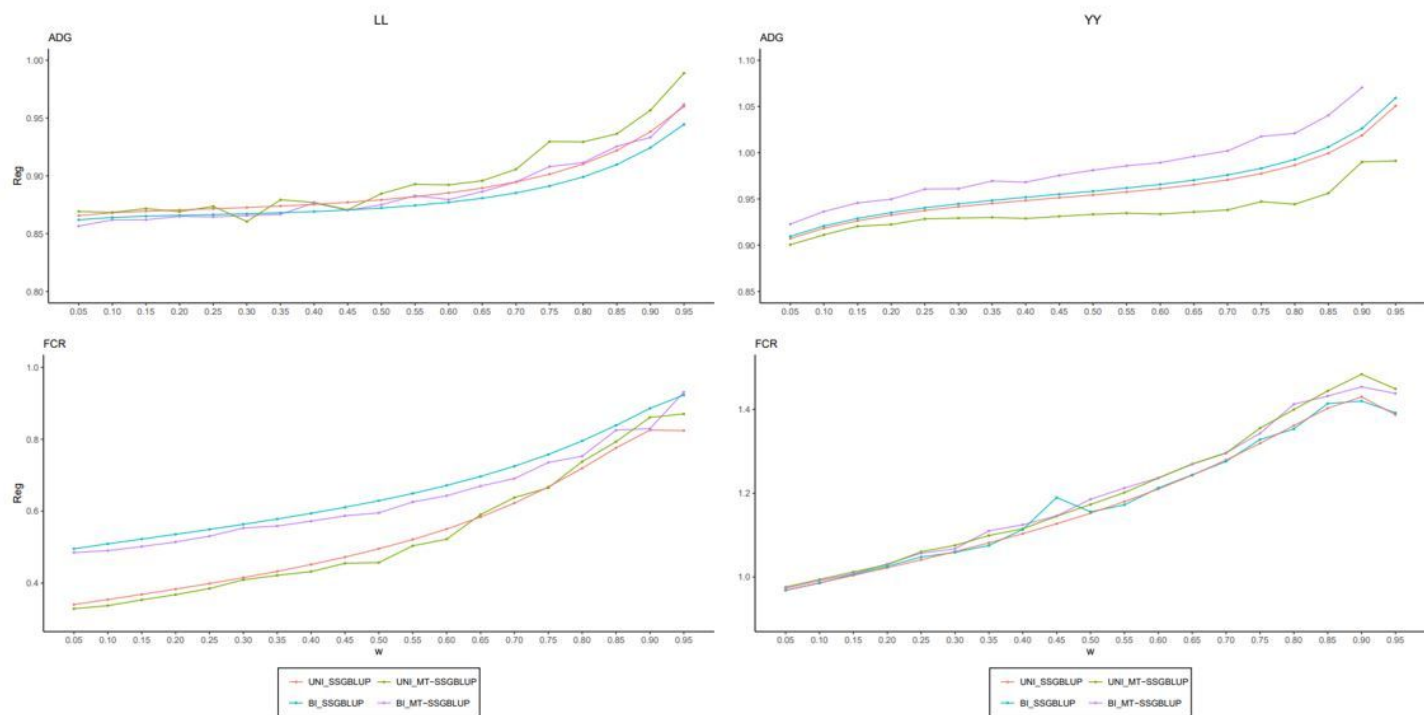 LL
ADG
1.00
0.95
0.90
0.85
0.80
Reg
0.05 0.10 0.15 0.20 0.25 0.30 0.35 0.40 0.45 0.50 0.55 0.60 0.65 0.70 0.75 0.80 0.85 0.90 0.95
YY
ADG
1.10
1.05
1.00
0.95
0.90
0.85
0.05 0.10 0.15 0.20 0.25 0.30 0.35 0.40 0.45 0.50 0.55 0.60 0.65 0.70 0.75 0.80 0.85 0.90 0.95
FCR
1.0
0.8
0.6
0.4
Reg
0.05 0.10 0.15 0.20 0.25 0.30 0.35 0.40 0.45 0.50 0.55 0.60 0.65 0.70 0.75 0.80 0.85 0.90 0.95
w
UNI_SSGBLUP UNI_MT-SSGBLUP
BI_SSGBLUP BI_MT-SSGBLUP
FCR
1.4
1.2
1.0
0.05 0.10 0.15 0.20 0.25 0.30 0.35 0.40 0.45 0.50 0.55 0.60 0.65 0.70 0.75 0.80 0.85 0.90 0.95
w
UNI_SSGBLUP UNI_MT-SSGBLUP
BI_SSGBLUP BI_MT-SSGBLUP